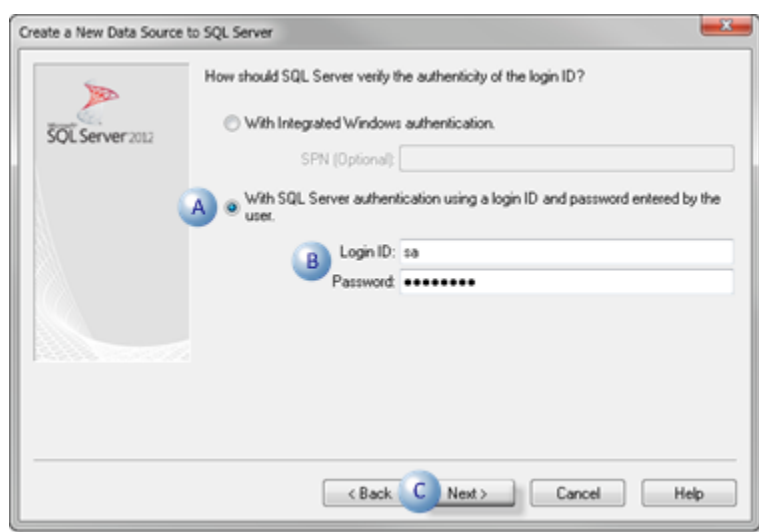 Create a New Data Source to SQL Server
How should SQL Server verify the authenticity of the login ID?
Microsoft
SQL Server 2012
With Integrated Windows authentication.
SPN (Optional):
A
With SQL Server authentication using a login ID and password entered by the
user.
B
Login ID: sa
Password: ●●●●●●●●
< Back C Next > Cancel Help